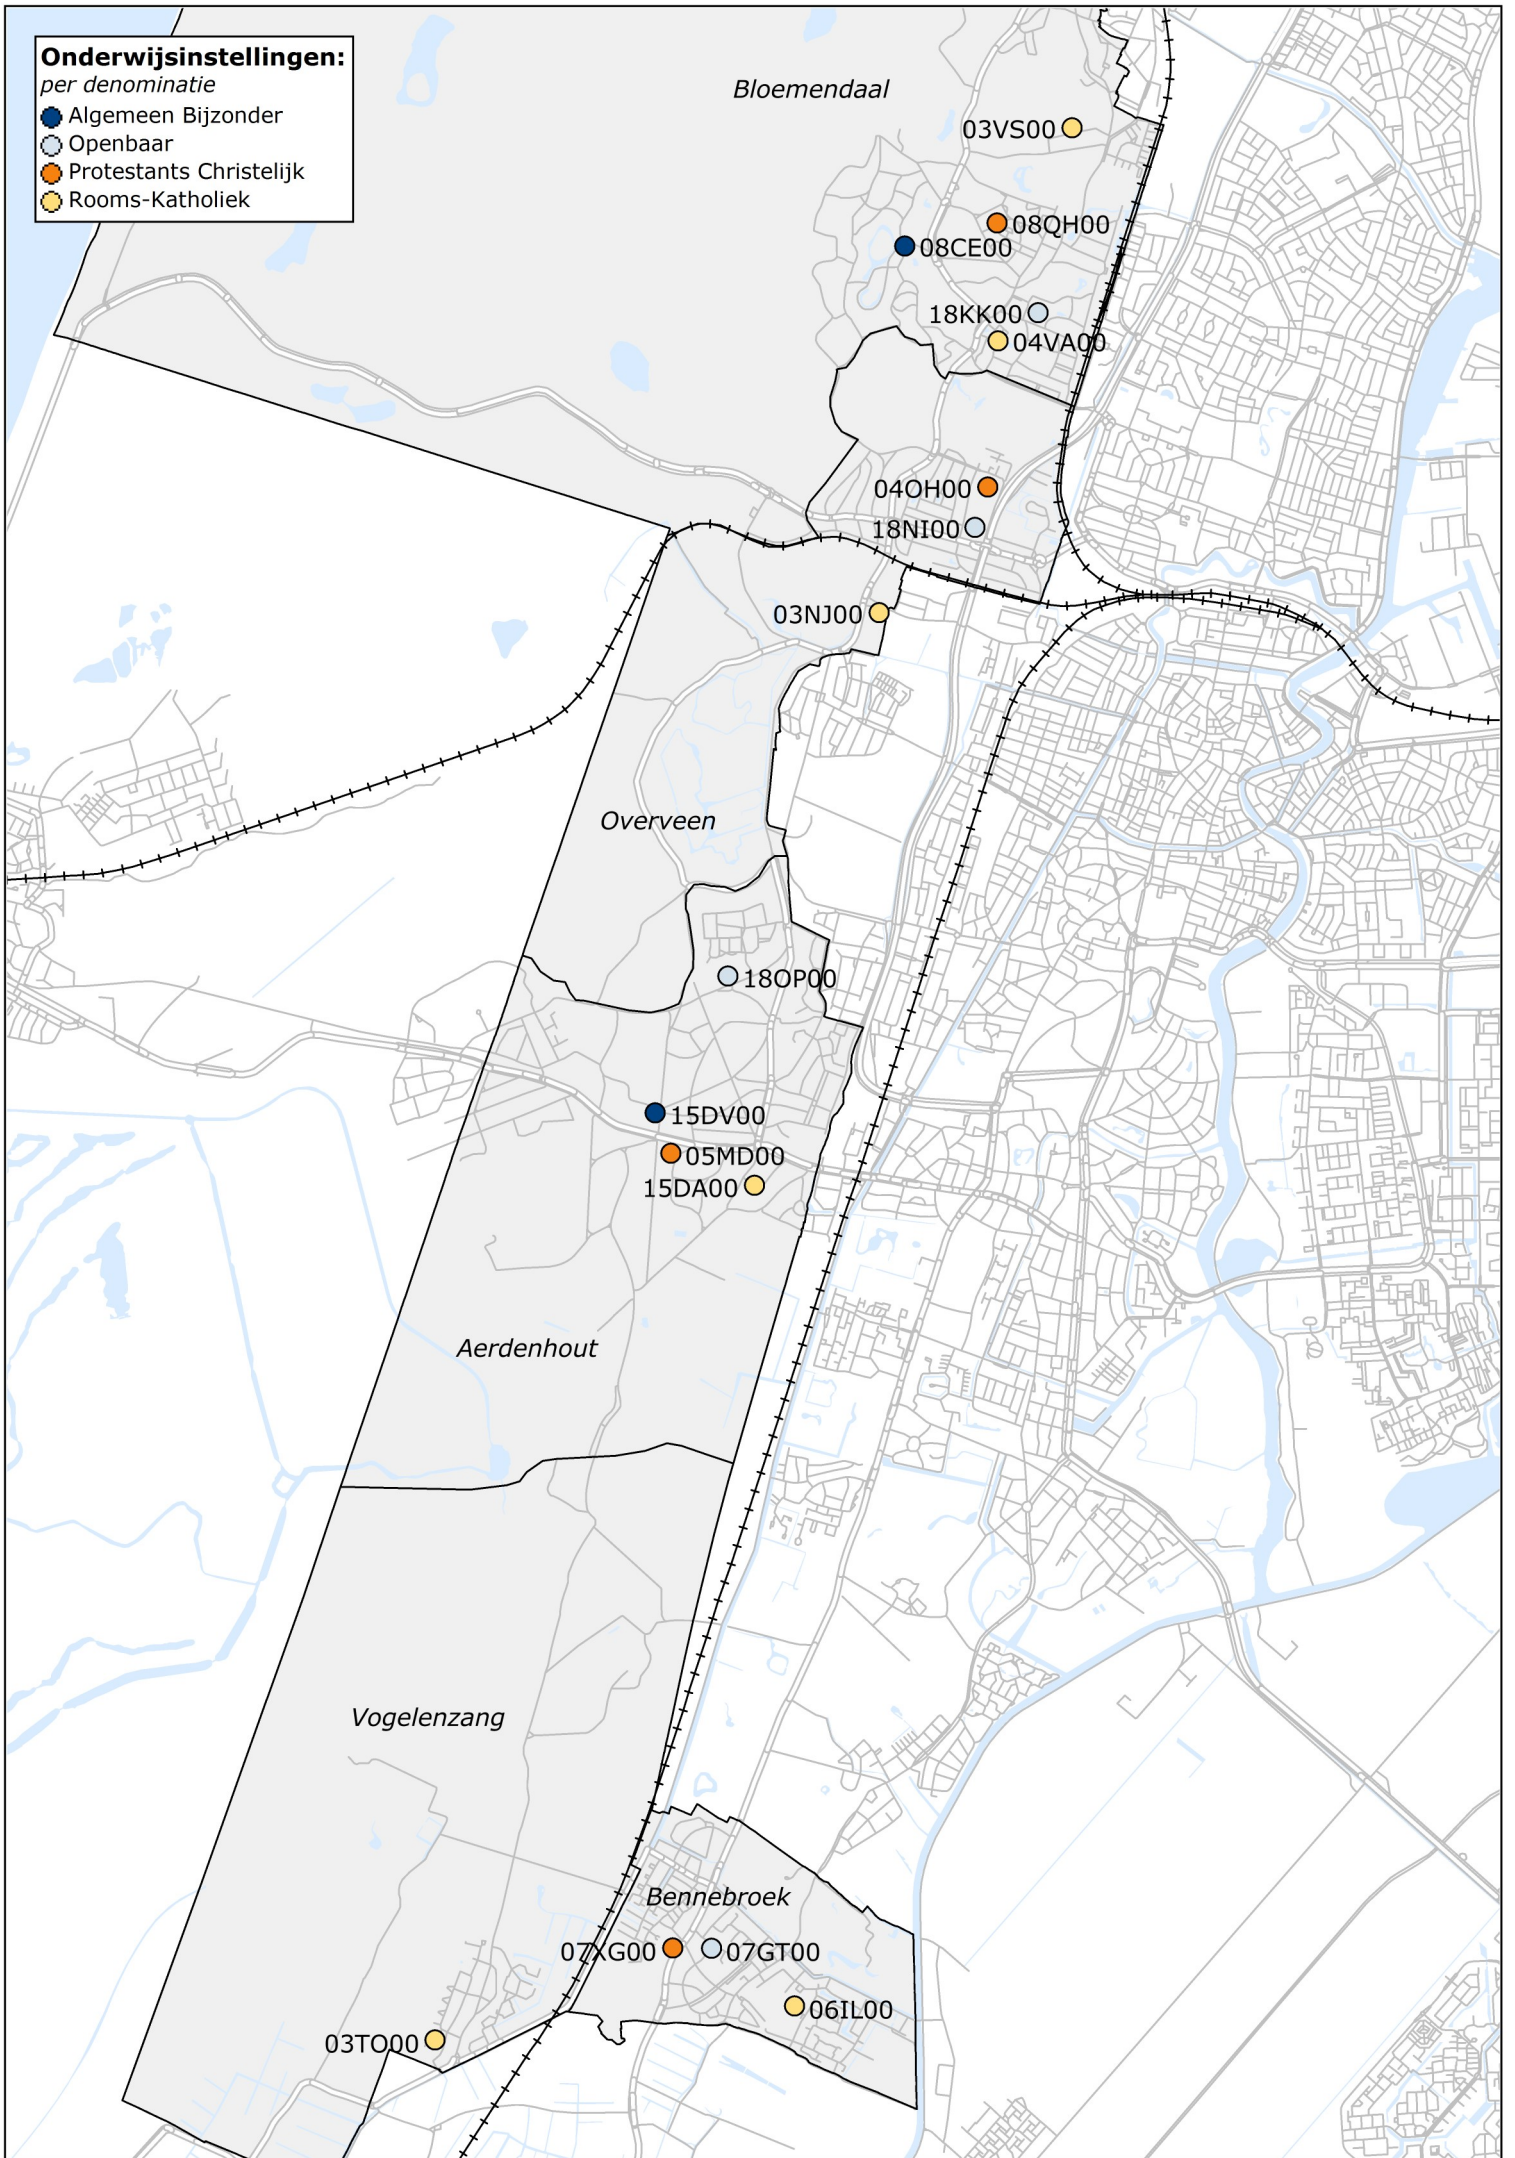 Onderwijsinstellingen:
per denominatie
Algemeen Bijzonder
Openbaar
Protestants Christelijk
Rooms-Katholiek
Bloemendaal
03VS00
08QH00
08CE00
18KK00
04VA00
04OH00
18NI00
03NJ00
Overveen
18OP00
15DV00
05MD00
15DA00
Aerdenhout
Vogelenzang
Bennebroek
07XG00
07GT00
06IL00
03TO00